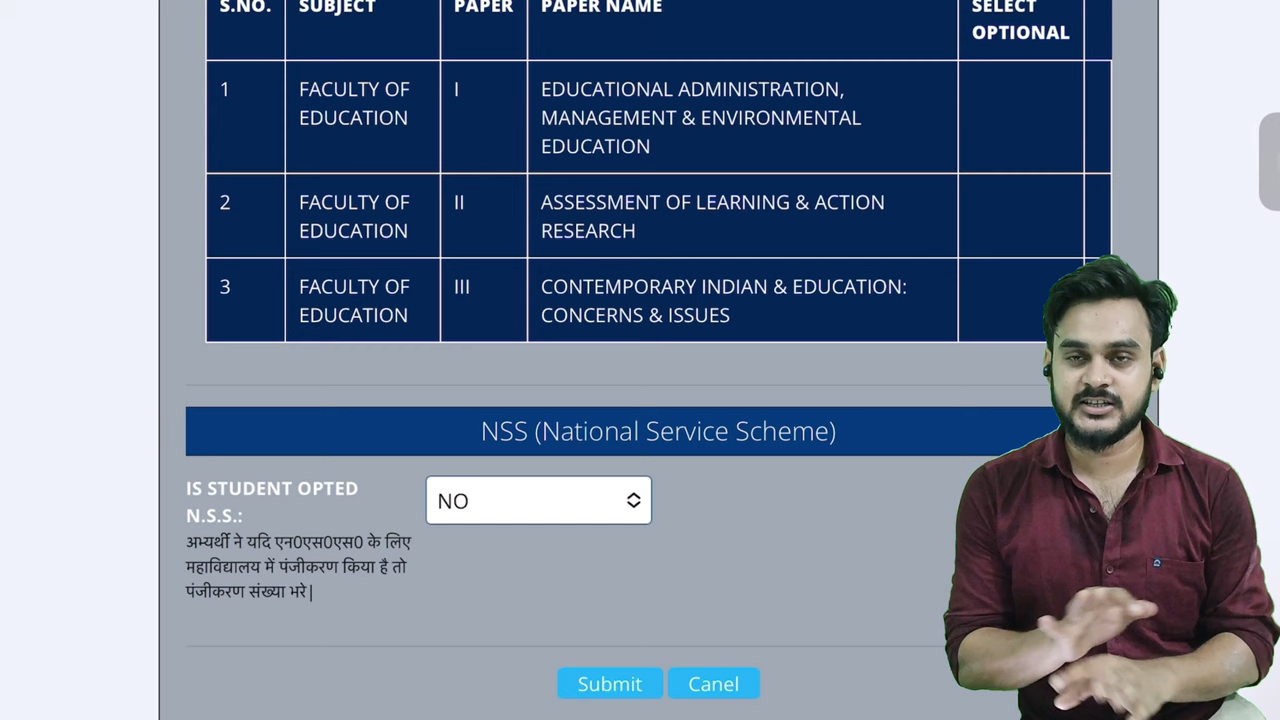 S.NO. SUBJECT PAPER PAPER NAME SELECT
OPTIONAL
1 FACULTY OF I EDUCATIONAL ADMINISTRATION,
EDUCATION MANAGEMENT & ENVIRONMENTAL
EDUCATION
2 FACULTY OF II ASSESSMENT OF LEARNING & ACTION
EDUCATION RESEARCH
3 FACULTY OF III CONTEMPORARY INDIAN & EDUCATION:
EDUCATION CONCERNS & ISSUES
NSS (National Service Scheme)
IS STUDENT OPTED NO
N.S.S.:
अभ्यर्थी ने यदि एन0एस0एस0 के लिए
महाविद्यालय में पंजीकरण किया है तो
पंजीकरण संख्या भरे|
Submit Canel